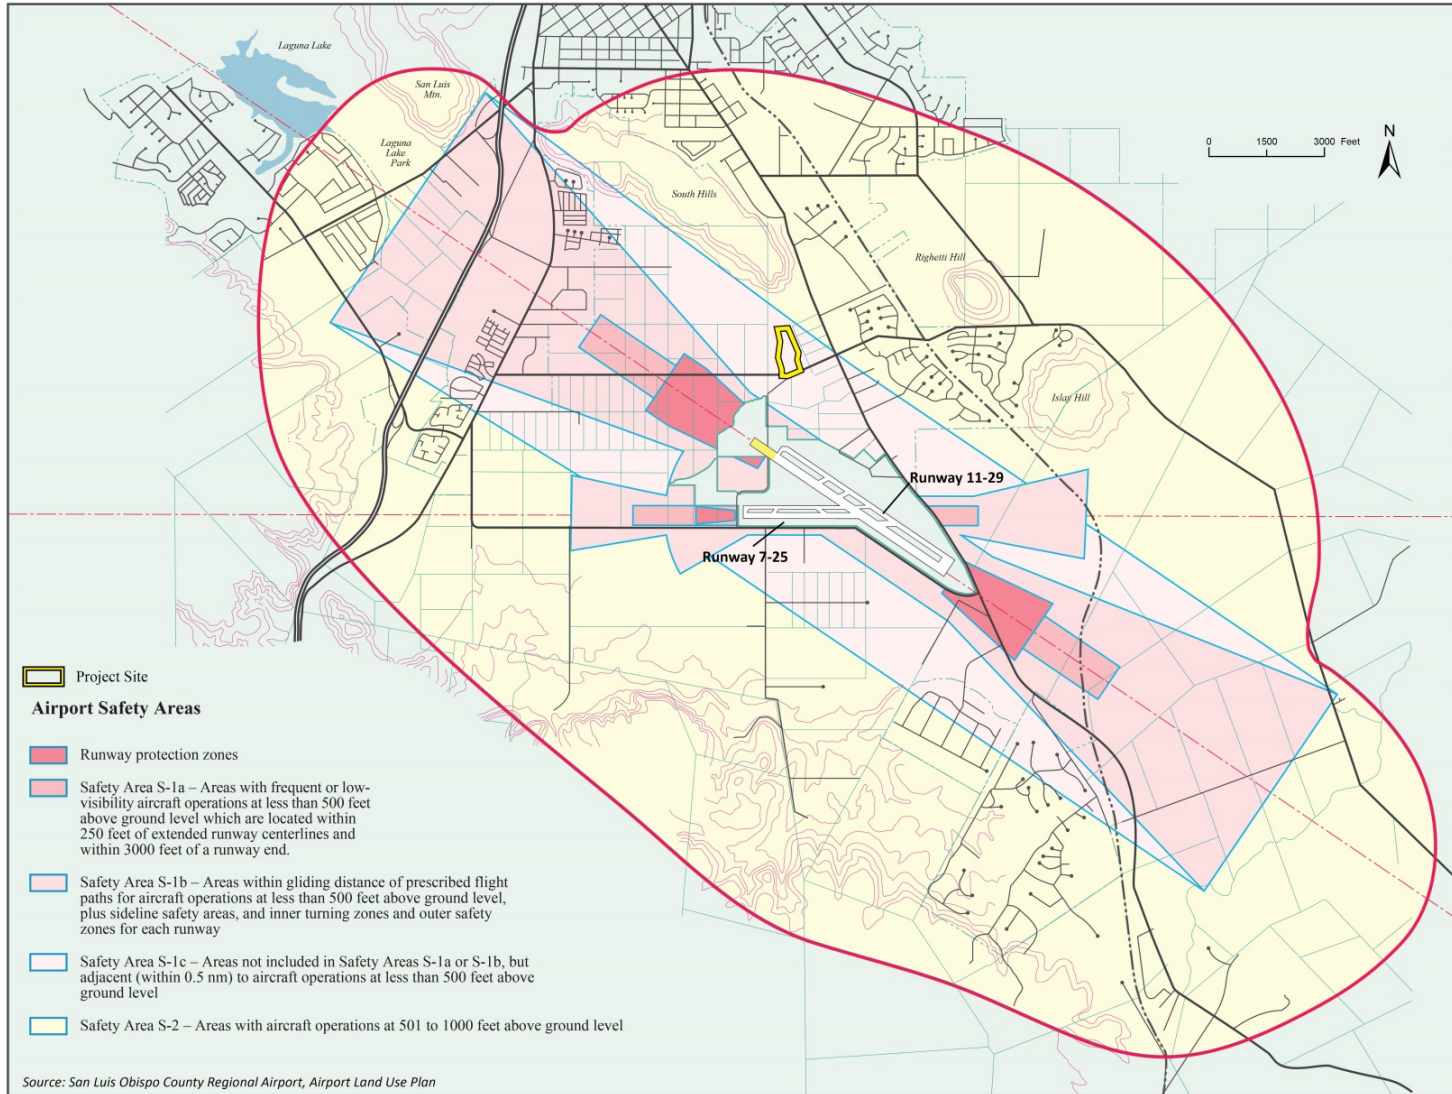 Laguna Lake
San Luis
Mtn.
Laguna
Lake
Park
South Hills
Righetti Hill
Islay Hill
0 1500 3000 Feet
N
Runway 11-29
Runway 7-25
Project Site
Airport Safety Areas
Runway protection zones
Safety Area S-1a – Areas with frequent or low-
visibility aircraft operations at less than 500 feet
above ground level which are located within
250 feet of extended runway centerlines and
within 3000 feet of a runway end.
Safety Area S-1b – Areas within gliding distance of prescribed flight
paths for aircraft operations at less than 500 feet above ground level,
plus sideline safety areas, and inner turning zones and outer safety
zones for each runway
Safety Area S-1c – Areas not included in Safety Areas S-1a or S-1b, but
adjacent (within 0.5 nm) to aircraft operations at less than 500 feet above
ground level
Safety Area S-2 – Areas with aircraft operations at 501 to 1000 feet above ground level
Source: San Luis Obispo County Regional Airport, Airport Land Use Plan